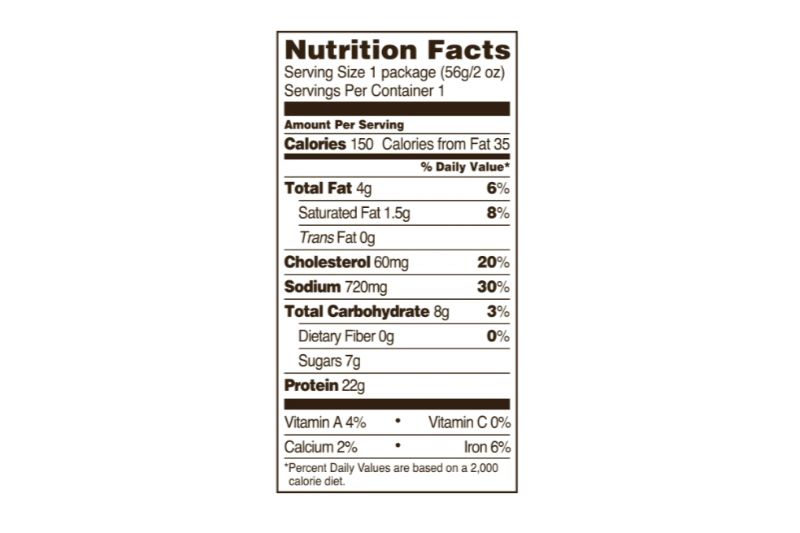 Nutrition Facts
Serving Size 1 package (56g/2 oz)
Servings Per Container 1
Amount Per Serving
Calories 150 Calories from Fat 35
% Daily Value*
Total Fat 4g 6%
Saturated Fat 1.5g 8%
Trans Fat 0g
Cholesterol 60mg 20%
Sodium 720mg 30%
Total Carbohydrate 8g 3%
Dietary Fiber 0g 0%
Sugars 7g
Protein 22g
Vitamin A 4% • Vitamin C 0%
Calcium 2% • Iron 6%
*Percent Daily Values are based on a 2,000
calorie diet.